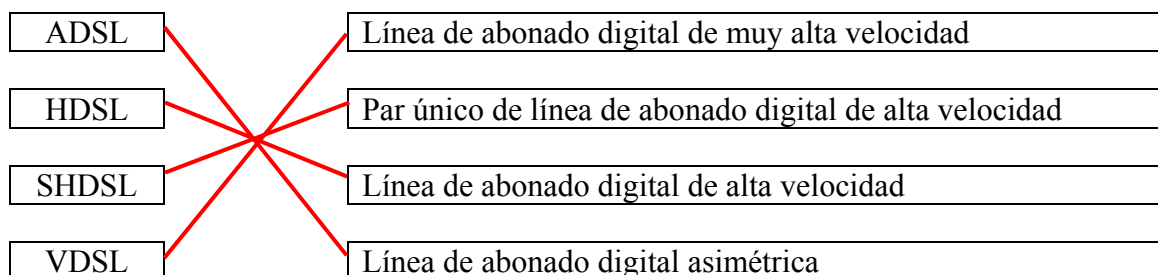 ADSL Línea de abonado digital de muy alta velocidad
HDSL Par único de línea de abonado digital de alta velocidad
SHDSL Línea de abonado digital de alta velocidad
VDSL Línea de abonado digital asimétrica